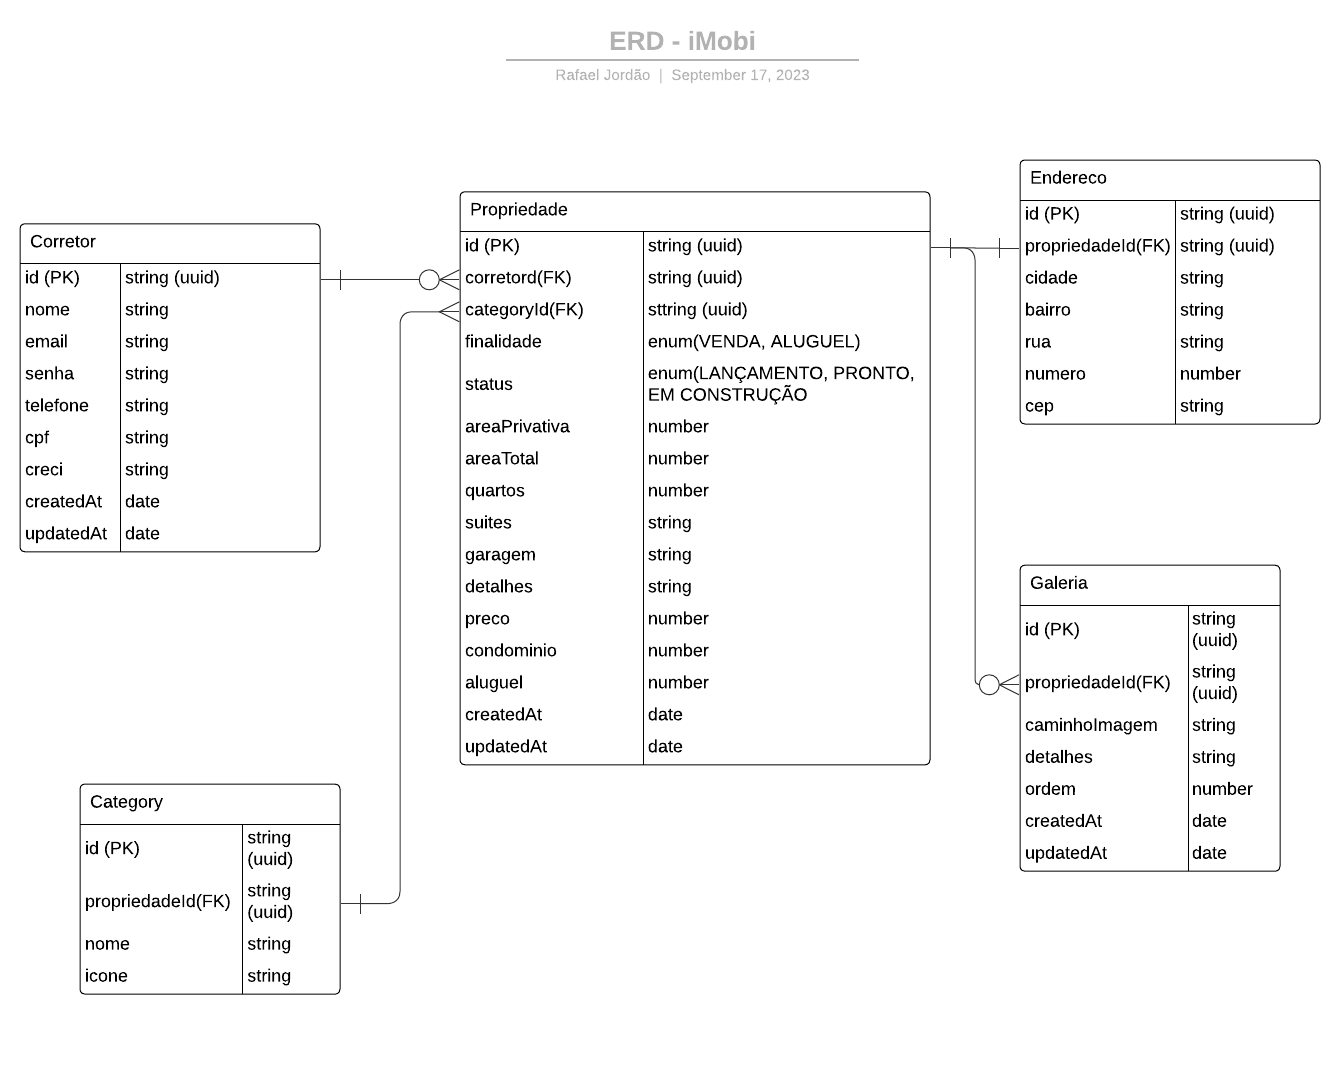 ERD - iMobi
Rafael Jordão | September 17, 2023
Corretor
id (PK) string (uuid)
nome string
email string
senha string
telefone string
cpf string
creci string
createdAt date
updatedAt date
Propriedade
id (PK) string (uuid)
corretord(FK) string (uuid)
categoryId(FK) sttring (uuid)
finalidade enum(VENDA, ALUGUEL)
status enum(LANÇAMENTO, PRONTO,
EM CONSTRUÇÃO
areaPrivativa number
areaTotal number
quartos number
suites string
garagem string
detalhes string
preco number
condominio number
aluguel number
createdAt date
updatedAt date
Endereco
id (PK) string (uuid)
propriedadeId(FK) string (uuid)
cidade string
bairro string
rua string
numero number
cep string
Galeria
id (PK) string
(uuid)
propriedadeId(FK) string
(uuid)
caminhoImagem string
detalhes string
ordem number
createdAt date
updatedAt date
Category
id (PK) string
(uuid)
propriedadeId(FK) string
(uuid)
nome string
icone string